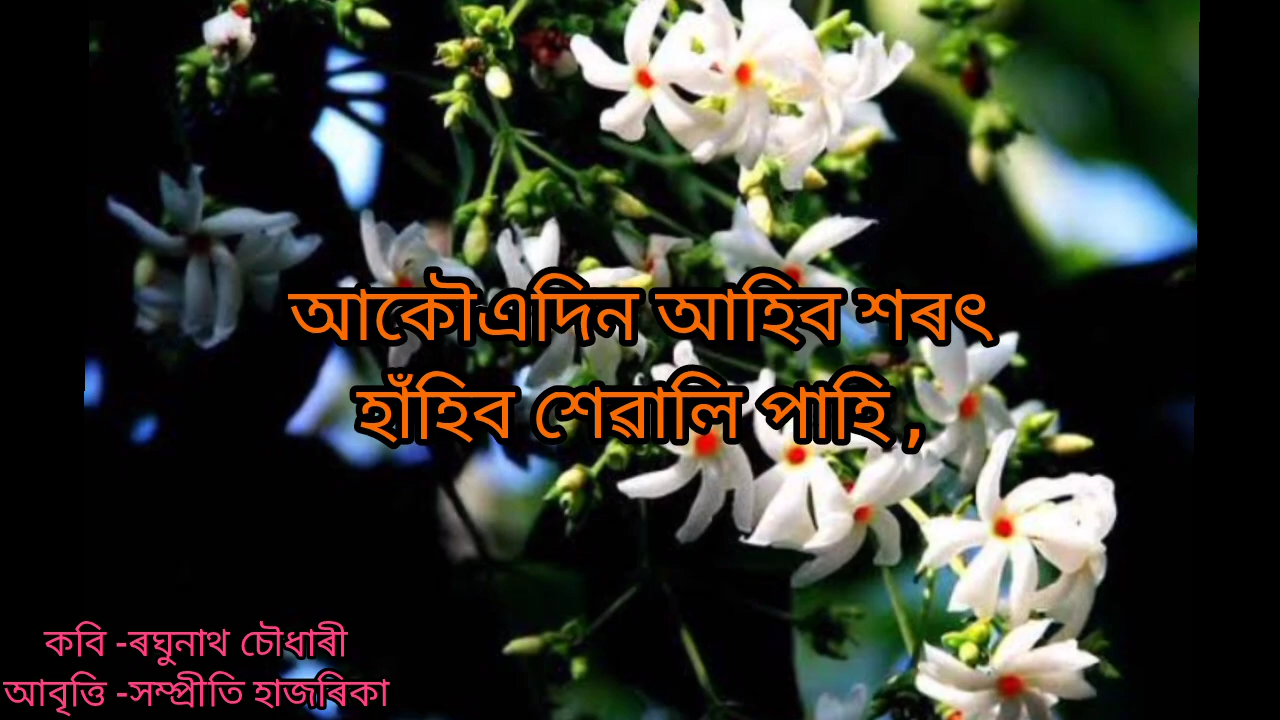 আকৌএদিন আহিব শৰৎ
হাঁহিব শেৱালি পাহি ,
কবি -ৰঘুনাথ চৌধাৰী
আবৃত্তি -সম্প্ৰীতি হাজৰিকা